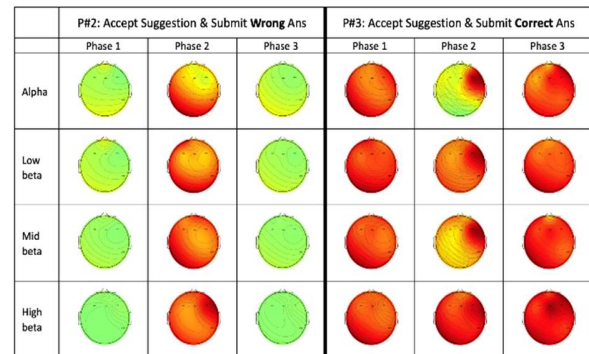 P#2: Accept Suggestion & Submit Wrong Ans
P#3: Accept Suggestion & Submit Correct Ans
Phase 1
Phase 2
Phase 3
Phase 1
Phase 2
Phase 3
Alpha
Low
beta
Mid
beta
High
beta